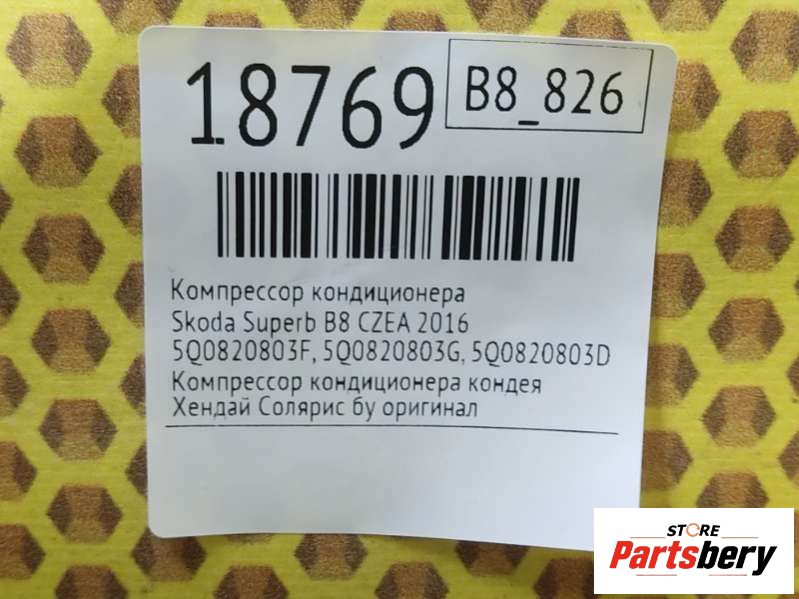 18769
B8_826
Компрессор кондиционера
Skoda Superb B8 CZEA 2016
5Q0820803F, 5Q0820803G, 5Q0820803D
Компрессор кондиционера кондея
Хендай Солярис бу оригинал
STORE
Partsbery